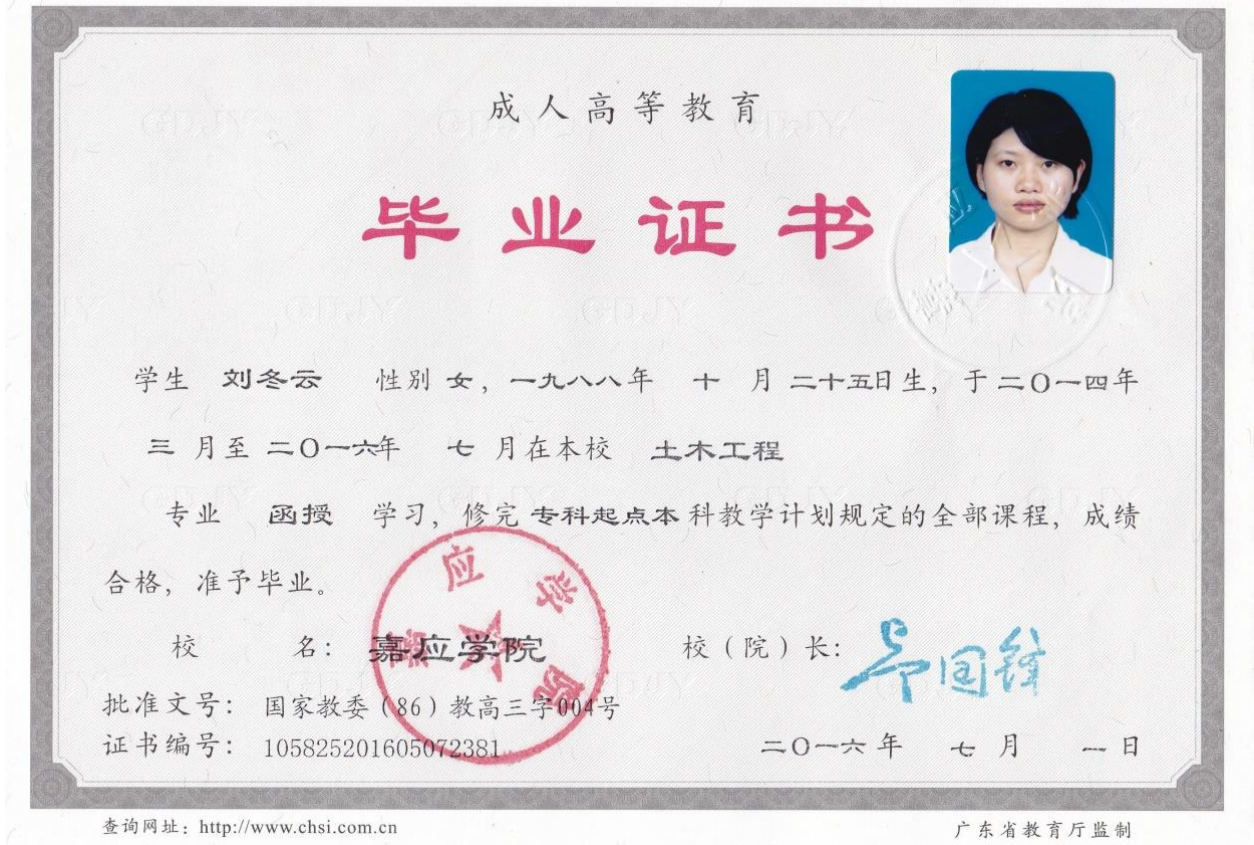 成人高等教育
毕业证书
学生 刘冬云 性别 女，一九八八年 十 月 二十五日生，于 二〇一四年
三 月至 二〇一六年 七 月在本校 土木工程
专业 函授 学习，修完 专科起点本 科教学计划规定的全部课程，成绩
合格，准予毕业。
校 名：嘉应学院 校（院）长：
嘉应学院
批准文号：国家教委（86）教高三字004号
证书编号：105825201605072381 二〇一六 年 七 月 一 日
查询网址：http://www.chsi.com.cn 广东省教育厅监制